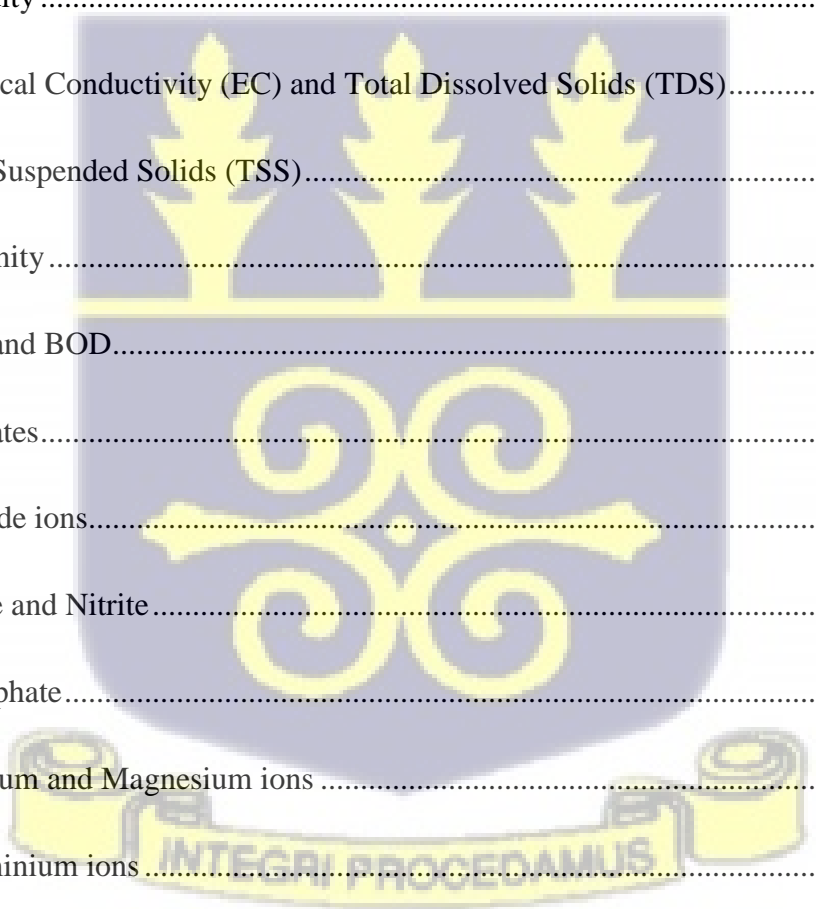 ity ........................................................................
cal Conductivity (EC) and Total Dissolved Solids (TDS)...........
Suspended Solids (TSS)................................................
nity ........................................................................
and BOD....................................................................
ates........................................................................
de ions.....................................................................
e and Nitrite..............................................................
phate.......................................................................
um and Magnesium ions ..............................................
inium ions ................................................................
INTEGRI PROCEDAMUS